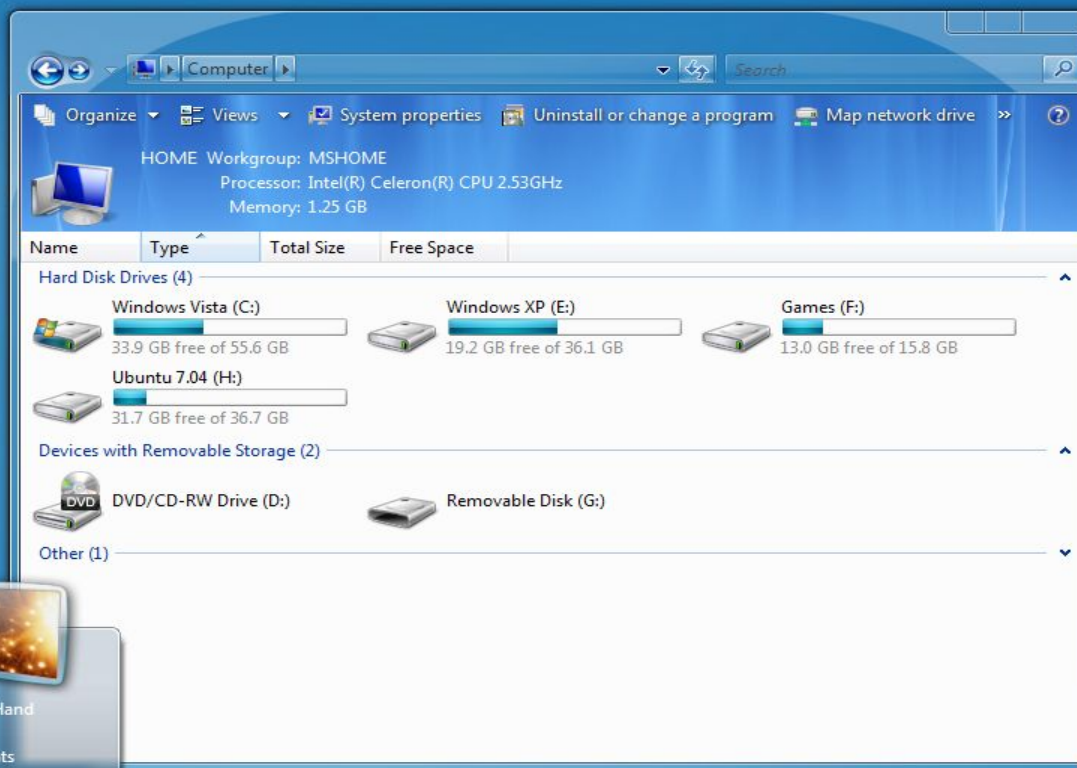 Computer
Search
Organize Views System properties Uninstall or change a program Map network drive »
HOME Workgroup: MSHOME
Processor: Intel(R) Celeron(R) CPU 2.53GHz
Memory: 1.25 GB
Name Type Total Size Free Space
Hard Disk Drives (4)
Windows Vista (C:) Windows XP (E:) Games (F:)
33.9 GB free of 55.6 GB 19.2 GB free of 36.1 GB 13.0 GB free of 15.8 GB
Ubuntu 7.04 (H:)
31.7 GB free of 36.7 GB
Devices with Removable Storage (2)
DVD DVD/CD-RW Drive (D:) Removable Disk (G:)
Other (1)